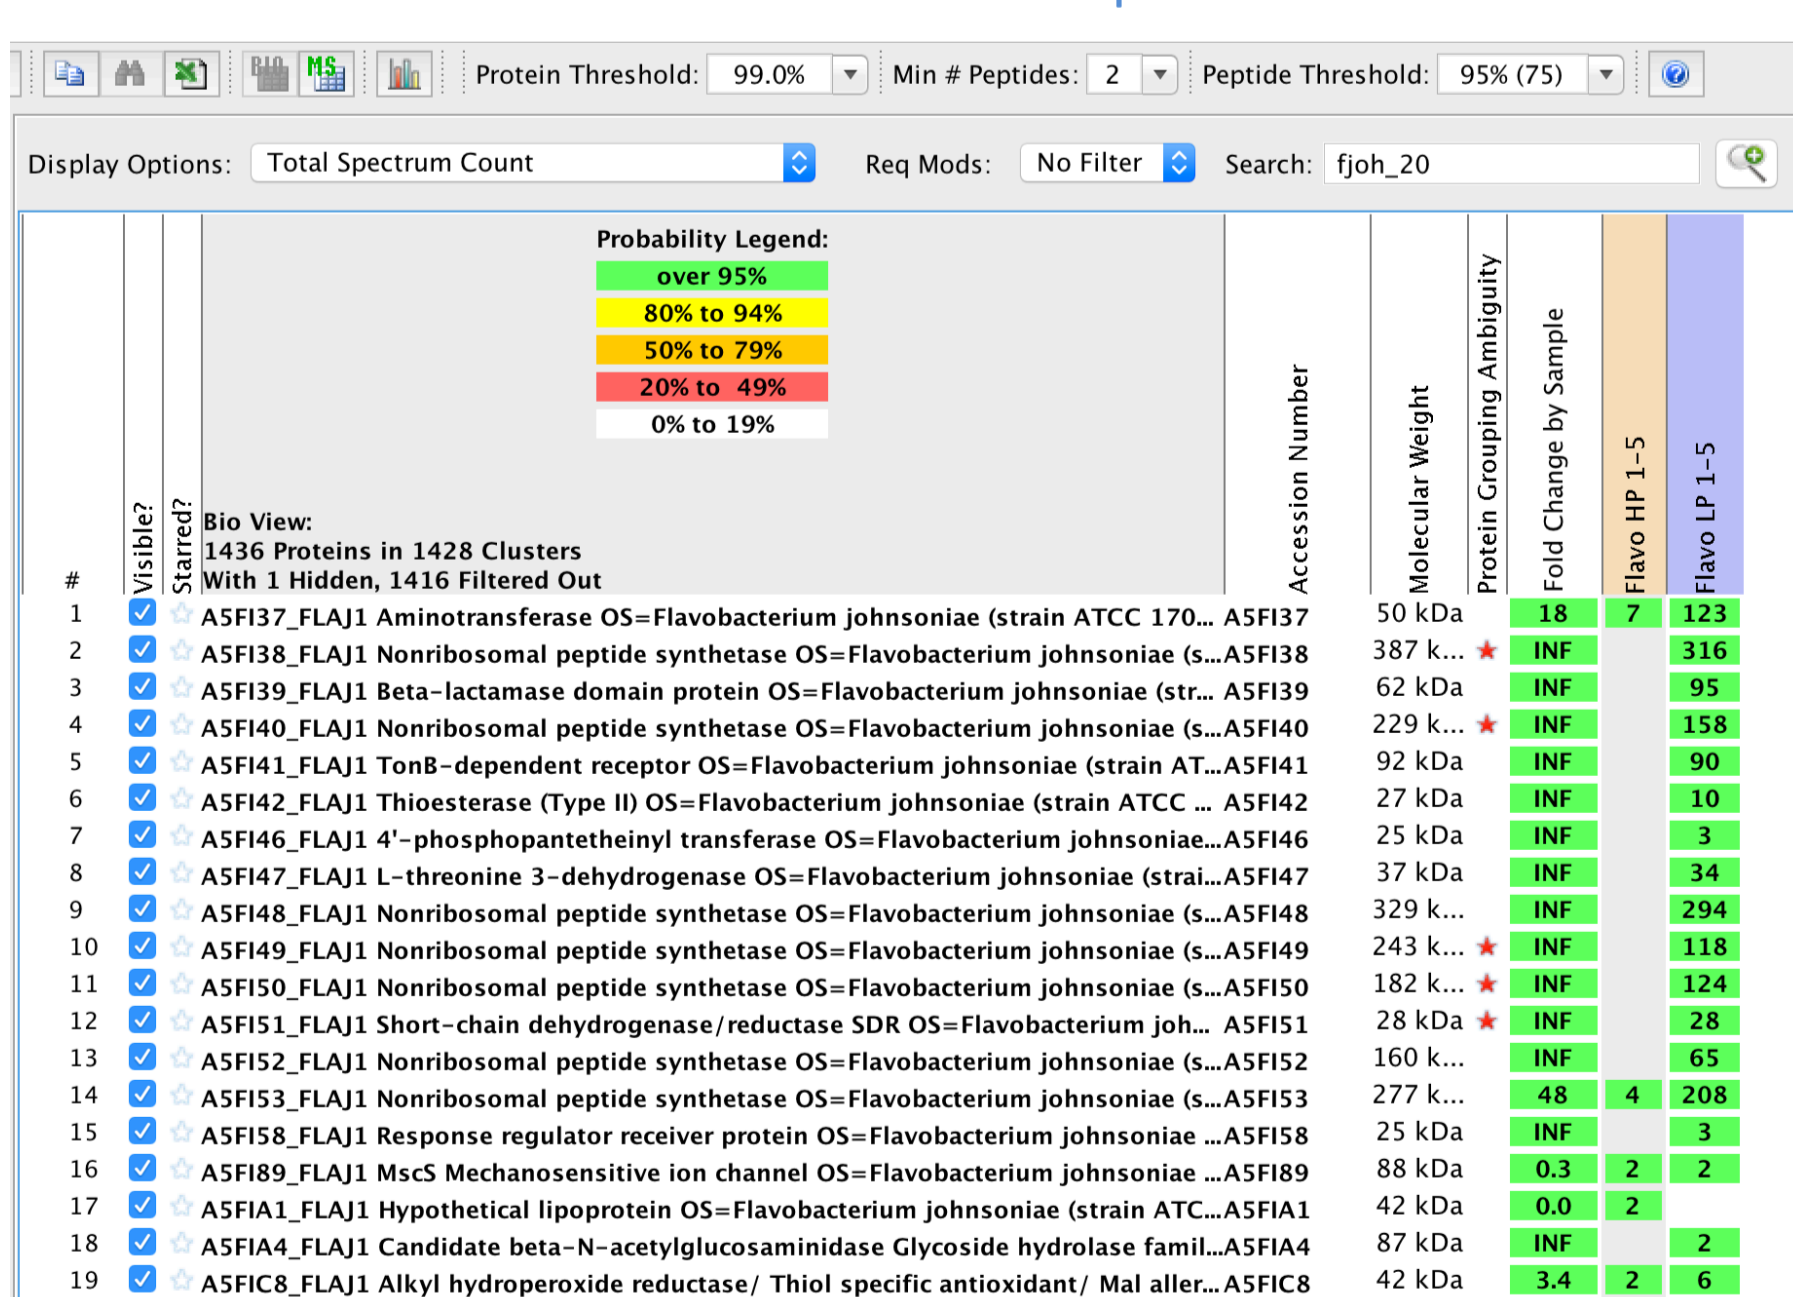 BIO MS Protein Threshold: 99.0% Min # Peptides: 2 Peptide Threshold: 95% (75) ?
Display Options: Total Spectrum Count Req Mods: No Filter Search: fjoh_20
Probability Legend:
over 95%
80% to 94%
50% to 79%
20% to 49%
0% to 19%
Bio View:
1436 Proteins in 1428 Clusters
With 1 Hidden, 1416 Filtered Out
# Visible? Starred? Accession Number Molecular Weight Protein Grouping Ambiguity Fold Change by Sample Flavo HP 1-5 Flavo LP 1-5
1 A5FI37_FLAJ1 Aminotransferase OS=Flavobacterium johnsoniae (strain ATCC 170... A5FI37 50 kDa 18 7 123
2 A5FI38_FLAJ1 Nonribosomal peptide synthetase OS=Flavobacterium johnsoniae (s... A5FI38 387 k... ★ INF 316
3 A5FI39_FLAJ1 Beta-lactamase domain protein OS=Flavobacterium johnsoniae (str... A5FI39 62 kDa INF 95
4 A5FI40_FLAJ1 Nonribosomal peptide synthetase OS=Flavobacterium johnsoniae (s... A5FI40 229 k... ★ INF 158
5 A5FI41_FLAJ1 TonB-dependent receptor OS=Flavobacterium johnsoniae (strain AT... A5FI41 92 kDa INF 90
6 A5FI42_FLAJ1 Thioesterase (Type II) OS=Flavobacterium johnsoniae (strain ATCC ... A5FI42 27 kDa INF 10
7 A5FI46_FLAJ1 4'-phosphopantetheinyl transferase OS=Flavobacterium johnsoniae... A5FI46 25 kDa INF 3
8 A5FI47_FLAJ1 L-threonine 3-dehydrogenase OS=Flavobacterium johnsoniae (strai... A5FI47 37 kDa INF 34
9 A5FI48_FLAJ1 Nonribosomal peptide synthetase OS=Flavobacterium johnsoniae (s... A5FI48 329 k... INF 294
10 A5FI49_FLAJ1 Nonribosomal peptide synthetase OS=Flavobacterium johnsoniae (s... A5FI49 243 k... ★ INF 118
11 A5FI50_FLAJ1 Nonribosomal peptide synthetase OS=Flavobacterium johnsoniae (s... A5FI50 182 k... ★ INF 124
12 A5FI51_FLAJ1 Short-chain dehydrogenase/reductase SDR OS=Flavobacterium joh... A5FI51 28 kDa ★ INF 28
13 A5FI52_FLAJ1 Nonribosomal peptide synthetase OS=Flavobacterium johnsoniae (s... A5FI52 160 k... INF 65
14 A5FI53_FLAJ1 Nonribosomal peptide synthetase OS=Flavobacterium johnsoniae (s... A5FI53 277 k... 48 4 208
15 A5FI58_FLAJ1 Response regulator receiver protein OS=Flavobacterium johnsoniae ... A5FI58 25 kDa INF 3
16 A5FI89_FLAJ1 MscS Mechanosensitive ion channel OS=Flavobacterium johnsoniae ... A5FI89 88 kDa 0.3 2 2
17 A5FIA1_FLAJ1 Hypothetical lipoprotein OS=Flavobacterium johnsoniae (strain ATC... A5FIA1 42 kDa 0.0 2
18 A5FIA4_FLAJ1 Candidate beta-N-acetylglucosaminidase Glycoside hydrolase famil... A5FIA4 87 kDa INF 2
19 A5FIC8_FLAJ1 Alkyl hydroperoxide reductase/ Thiol specific antioxidant/ Mal aller... A5FIC8 42 kDa 3.4 2 6